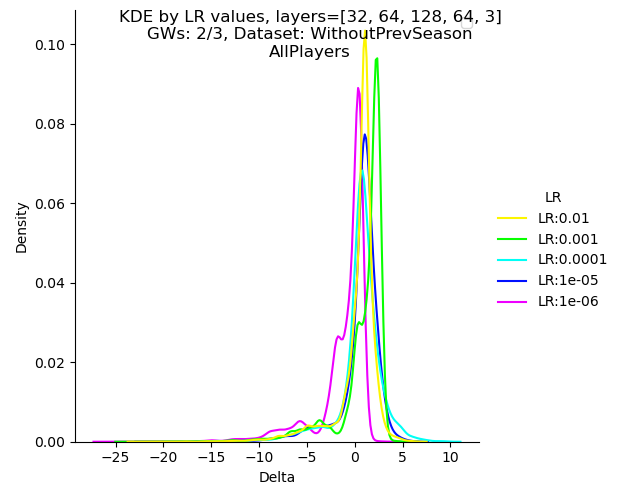 KDE by LR values, layers=[32, 64, 128, 64, 3]
GWs: 2/3, Dataset: WithoutPrevSeason
AllPlayers
0.10
0.08
0.06
0.04
0.02
0.00
Density
−25
−20
−15
−10
−5
0
5
10
Delta
LR
LR:0.01
LR:0.001
LR:0.0001
LR:1e-05
LR:1e-06